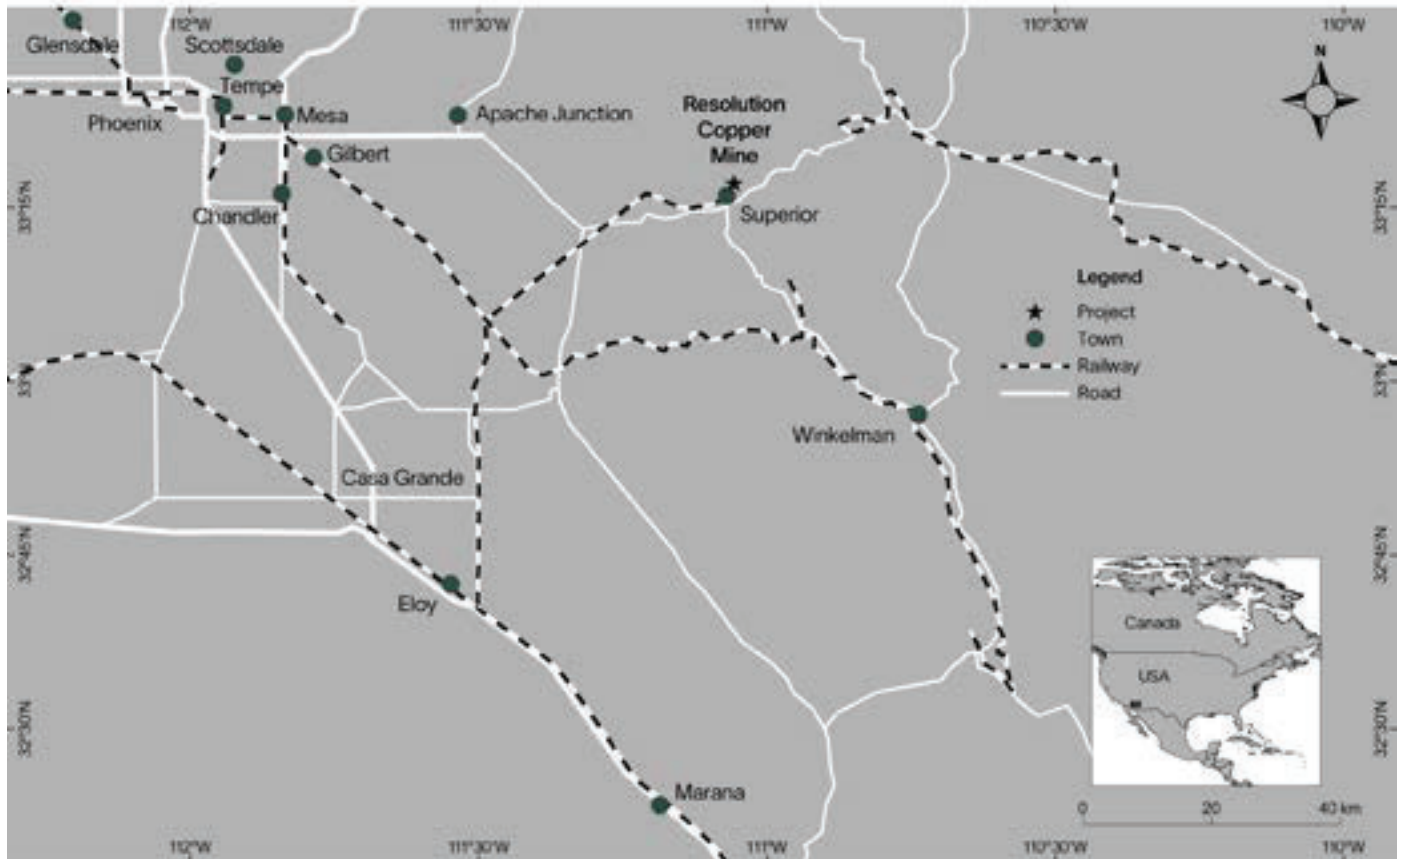 112°W
111°30'W
111°W
110°30'W
110°W
Glensdale
Scottsdale
Tempe
Phoenix
Mesa
Apache Junction
Gilbert
Chandler
Resolution
Copper
Mine
Superior
N
33°15'N
33°15'N
Legend
Project
Town
Railway
Road
33°N
33°N
Winkelman
Casa Grande
32°45'N
32°45'N
Eloy
Canada
USA
32°30'N
32°30'N
Marana
0
20
40 km
112°W
111°30'W
111°W
110°30'W
110°W